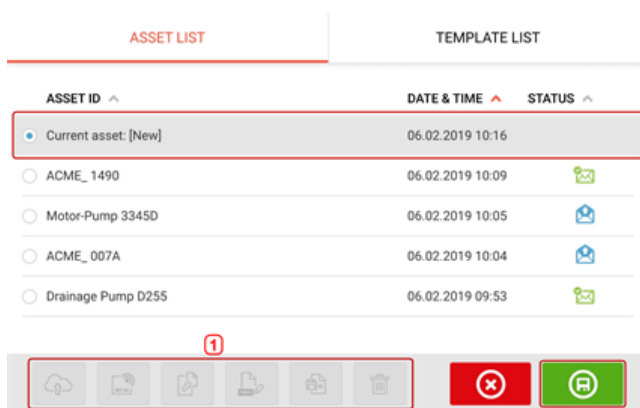 ASSET LIST TEMPLATE LIST
ASSET ID DATE & TIME STATUS
Current asset: [New] 06.02.2019 10:16
ACME_ 1490 06.02.2019 10:09
Motor-Pump 3345D 06.02.2019 10:05
ACME_ 007A 06.02.2019 10:04
Drainage Pump D255 06.02.2019 09:53
1